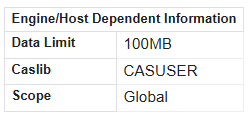 Engine/Host Dependent Information
Data Limit 100MB
Caslib CASUSER
Scope Global